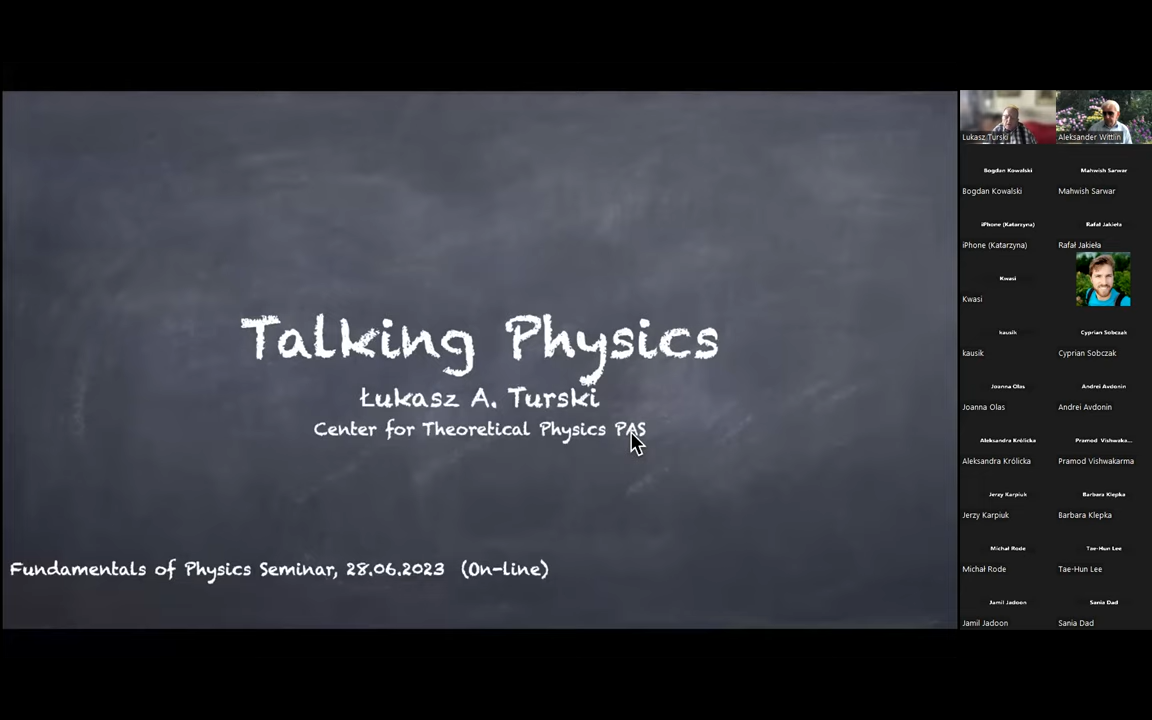 Talking Physics
Łukasz A. Turski
Center for Theoretical Physics PAS
Fundamentals of Physics Seminar, 28.06.2023 (On-line)
Lukasz Turski
Aleksander Wittlin
Bogdan Kowalski
Mahwish Sarwar
Bogdan Kowalski
Mahwish Sarwar
iPhone (Katarzyna)
Rafał Jakieła
iPhone (Katarzyna)
Rafał Jakieła
Kwasi
Kwasi
kausik
Cyprian Sobczak
kausik
Cyprian Sobczak
Joanna Olas
Andrei Avdonin
Joanna Olas
Andrei Avdonin
Aleksandra Królicka
Pramod Vishwaka...
Aleksandra Królicka
Pramod Vishwakarma
Jerzy Karpiuk
Barbara Klepka
Jerzy Karpiuk
Barbara Klepka
Michał Rode
Tae-Hun Lee
Michał Rode
Tae-Hun Lee
Jamil Jadoon
Sania Dad
Jamil Jadoon
Sania Dad